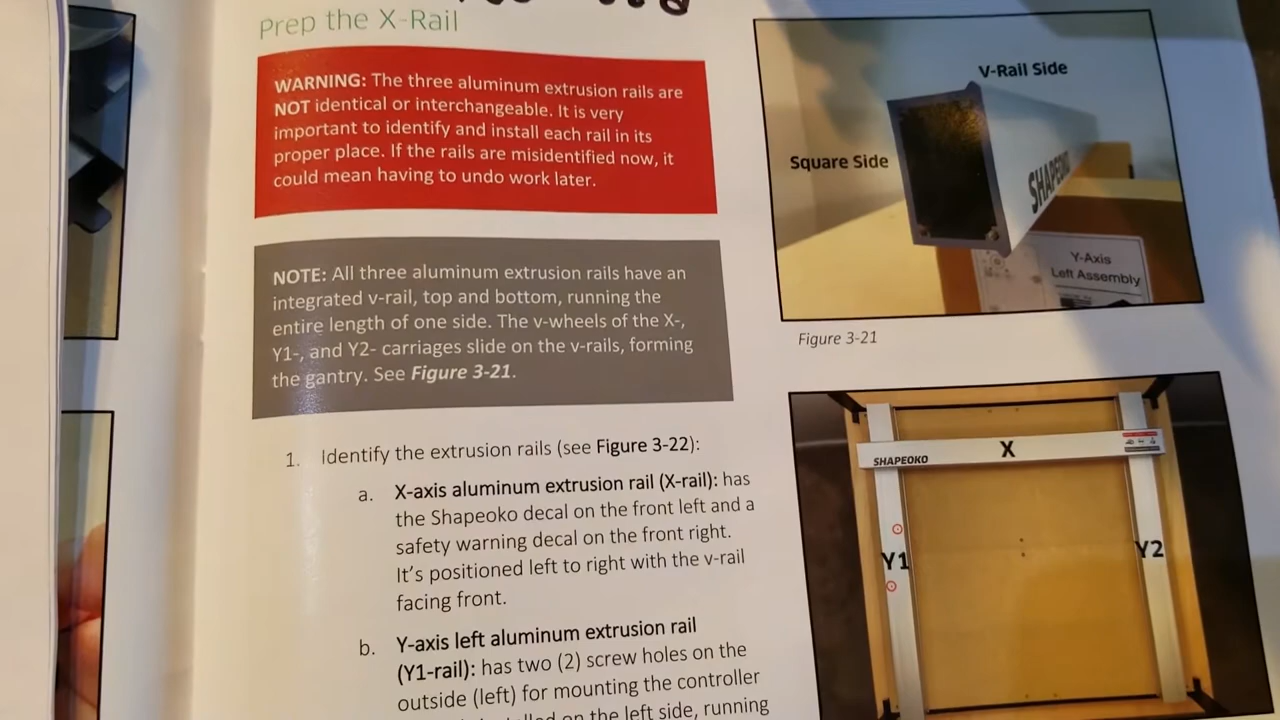 Prep the X-Rail
WARNING: The three aluminum extrusion rails are
NOT identical or interchangeable. It is very
important to identify and install each rail in its
proper place. If the rails are misidentified now, it
could mean having to undo work later.
NOTE: All three aluminum extrusion rails have an
integrated v-rail, top and bottom, running the
entire length of one side. The v-wheels of the X-,
Y1-, and Y2- carriages slide on the v-rails, forming
the gantry. See Figure 3-21.
1. Identify the extrusion rails (see Figure 3-22):
a. X-axis aluminum extrusion rail (X-rail): has
the Shapeoko decal on the front left and a
safety warning decal on the front right.
It's positioned left to right with the v-rail
facing front.
b. Y-axis left aluminum extrusion rail
(Y1-rail): has two (2) screw holes on the
outside (left) for mounting the controller
on the left side, running
V-Rail Side
Square Side
SHAPEOKO
Y-Axis
Left Assembly
Figure 3-21
X
SHAPEOKO
Y1
Y2